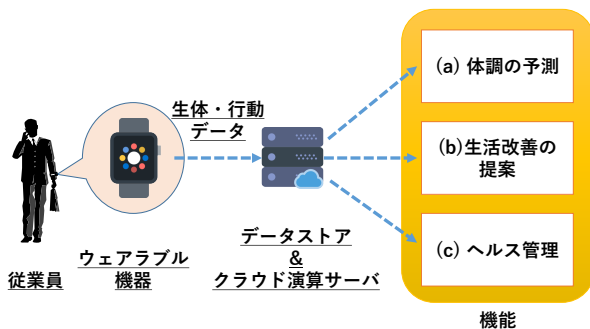 従業員
ウェアラブル
機器
生体・行動
データ
データストア
&
クラウド演算サーバ
(a) 体調の予測
(b)生活改善の
提案
(c) ヘルス管理
機能